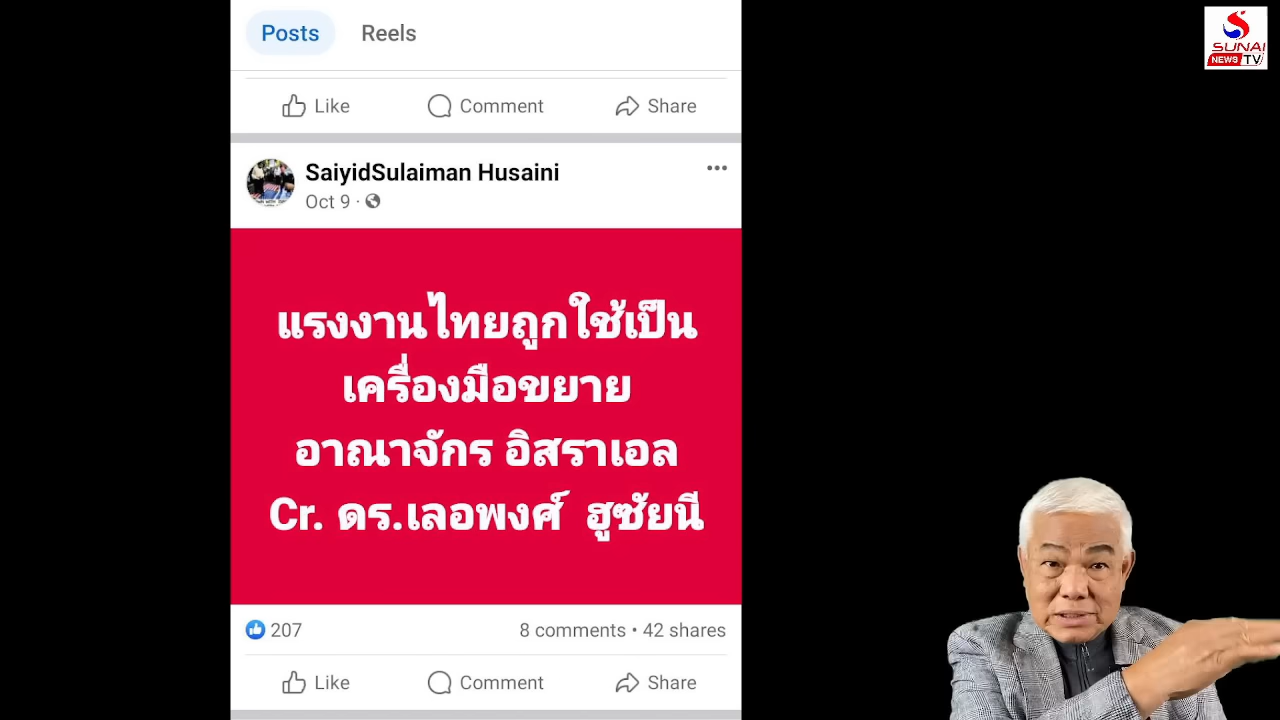 Posts Reels
SUNAI
NEWS TV
Like Comment Share
SaiyidSulaiman Husaini
Oct 9 ·
แรงงานไทยถูกใช้เป็น
เครื่องมือขยาย
อาณาจักร อิสราเอล
Cr. ดร.เลอพงศ์ ฮูซัยนี
207 8 comments • 42 shares
Like Comment Share